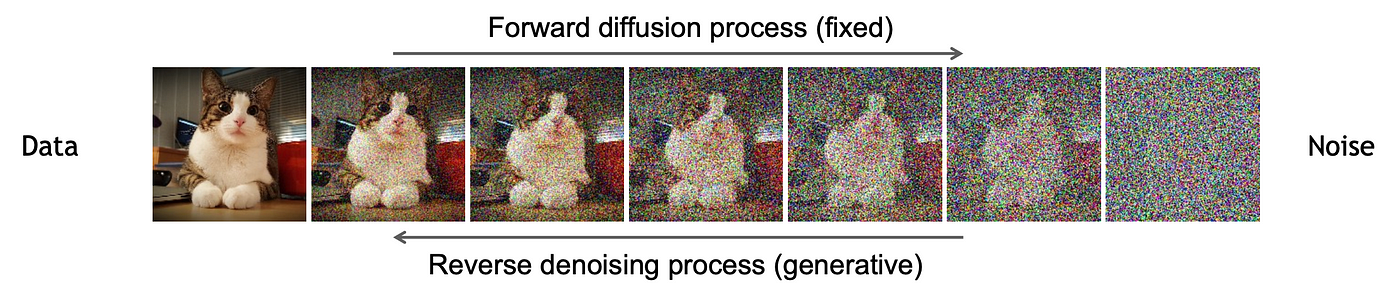 Forward diffusion process (fixed)
Data
Noise
Reverse denoising process (generative)